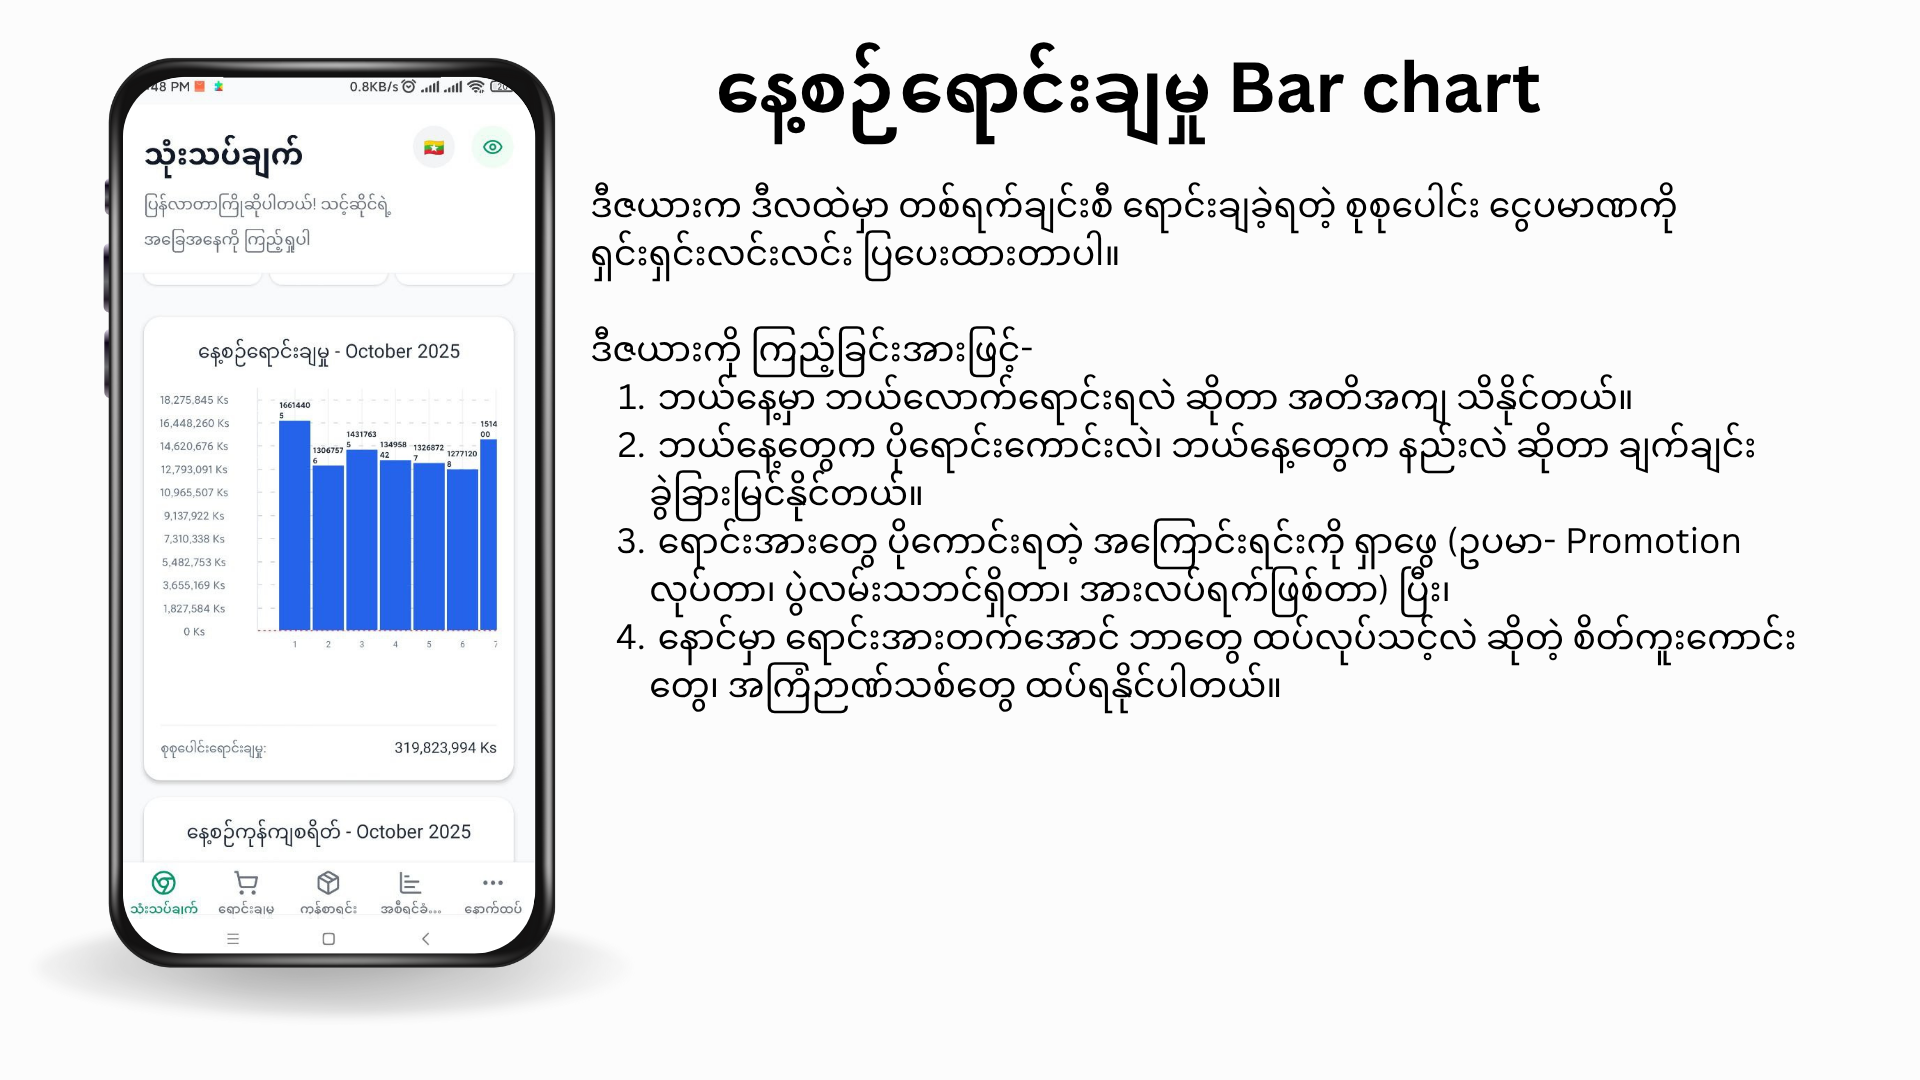 နေ့စဉ်ရောင်းချမှု Bar chart
ဒီဇယားက ဒီလထဲမှာ တစ်ရက်ချင်းစီ ရောင်းချခဲ့ရတဲ့ စုစုပေါင်း ငွေပမာဏကို
ရှင်းရှင်းလင်းလင်း ပြပေးထားတာပါ။
ဒီဇယားကို ကြည့်ခြင်းအားဖြင့်-
1. ဘယ်နေ့မှာ ဘယ်လောက်ရောင်းရလဲ ဆိုတာ အတိအကျ သိနိုင်တယ်။
2. ဘယ်နေ့တွေက ပိုရောင်းကောင်းလဲ၊ ဘယ်နေ့တွေက နည်းလဲ ဆိုတာ ချက်ချင်း
ခွဲခြားမြင်နိုင်တယ်။
3. ရောင်းအားတွေ ပိုကောင်းရတဲ့ အကြောင်းရင်းကို ရှာဖွေ (ဥပမာ- Promotion
လုပ်တာ၊ ပွဲလမ်းသဘင်ရှိတာ၊ အားလပ်ရက်ဖြစ်တာ) ပြီး၊
4. နောင်မှာ ရောင်းအားတက်အောင် ဘာတွေ ထပ်လုပ်သင့်လဲ ဆိုတဲ့ စိတ်ကူးကောင်း
တွေ၊ အကြံဉာဏ်သစ်တွေ ထပ်ရနိုင်ပါတယ်။
48 PM 0.8KB/s
သုံးသပ်ချက်
ပြန်လာတာကြိုဆိုပါတယ်! သင့်ဆိုင်ရဲ့
အခြေအနေကို ကြည့်ရှုပါ
နေ့စဉ်ရောင်းချမှု - October 2025
18,275,845 Ks
16,448,260 Ks
14,620,676 Ks
12,793,091 Ks
10,965,507 Ks
9,137,922 Ks
7,310,338 Ks
5,482,753 Ks
3,655,169 Ks
1,827,584 Ks
0 Ks
1661440
5
1306757
6
1431763
5
134958
42
1326872
7
1277120
8
1514
00
1 2 3 4 5 6 7
စုစုပေါင်းရောင်းချမှု: 319,823,994 Ks
နေ့စဉ်ကုန်ကျစရိတ် - October 2025
သုံးသပ်ချက် ရောင်းချမှု ကုန်စာရင်း အစီရင်ခံ... နောက်ထပ်